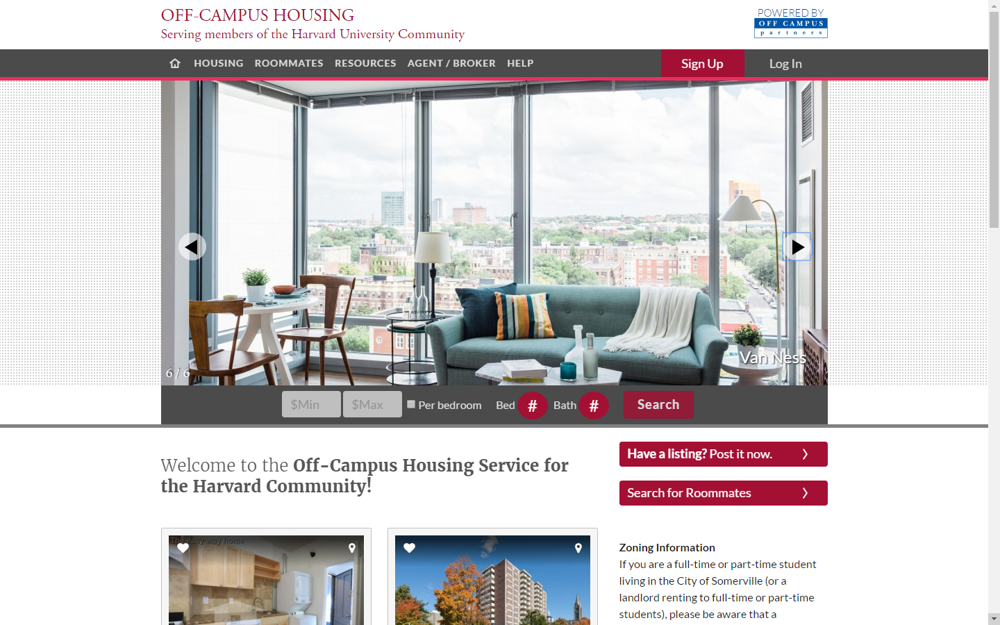 OFF-CAMPUS HOUSING
Serving members of the Harvard University Community
POWERED BY
OFF CAMPUS
partners
HOUSING ROOMMATES RESOURCES AGENT / BROKER HELP
Sign Up Log In
Van Ness
6 / 6
$Min $Max Per bedroom Bed # Bath # Search
Welcome to the Off-Campus Housing Service for
the Harvard Community!
Have a listing? Post it now.
Search for Roommates
The easy way home
Zoning Information
If you are a full-time or part-time student
living in the City of Somerville (or a
landlord renting to full-time or part-time
students), please be aware that a